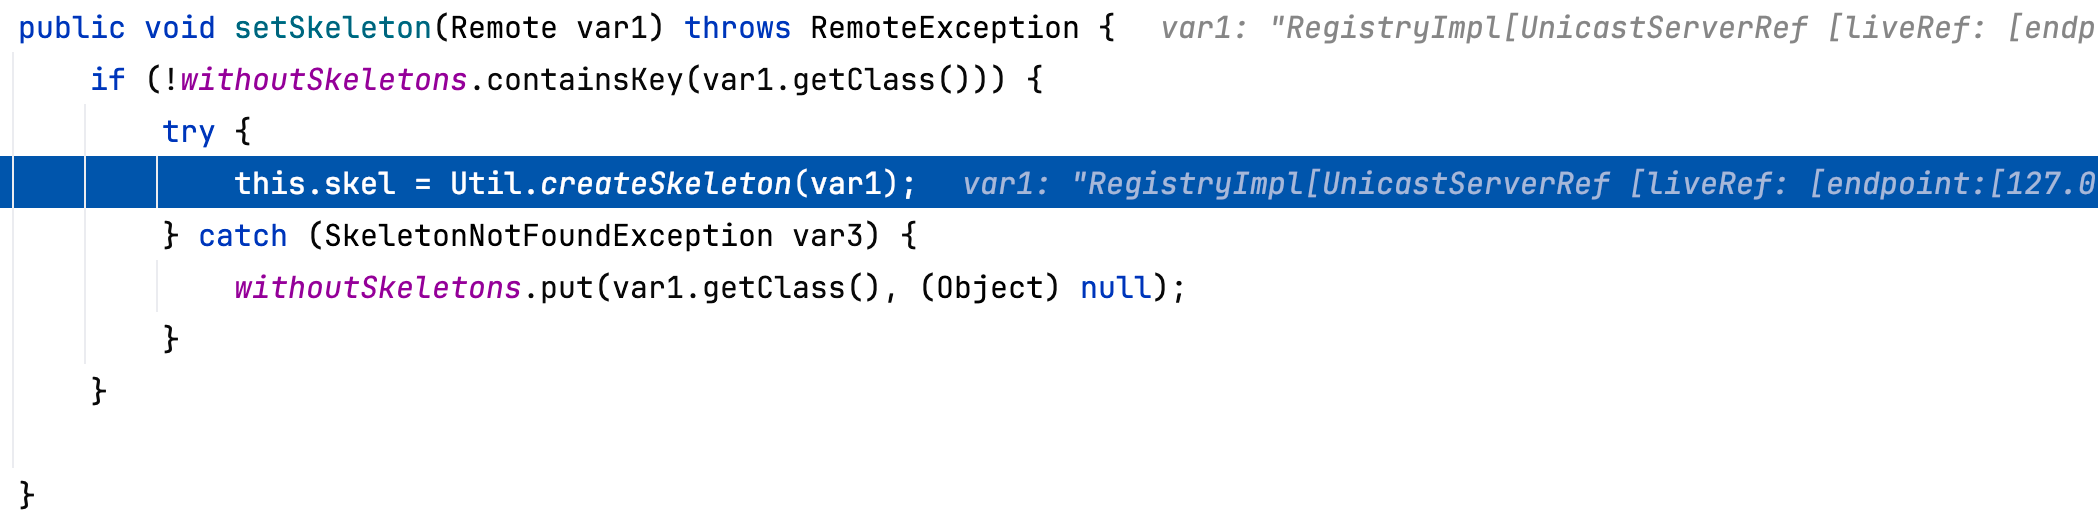 public void setSkeleton(Remote var1) throws RemoteException {  var1: "RegistryImpl[UnicastServerRef [liveRef: [endp
    if (!withoutSkeletons.containsKey(var1.getClass())) {
        try {
            this.skel = Util.createSkeleton(var1);  var1: "RegistryImpl[UnicastServerRef [liveRef: [endpoint:[127.0
        } catch (SkeletonNotFoundException var3) {
            withoutSkeletons.put(var1.getClass(), (Object) null);
        }
    }
}